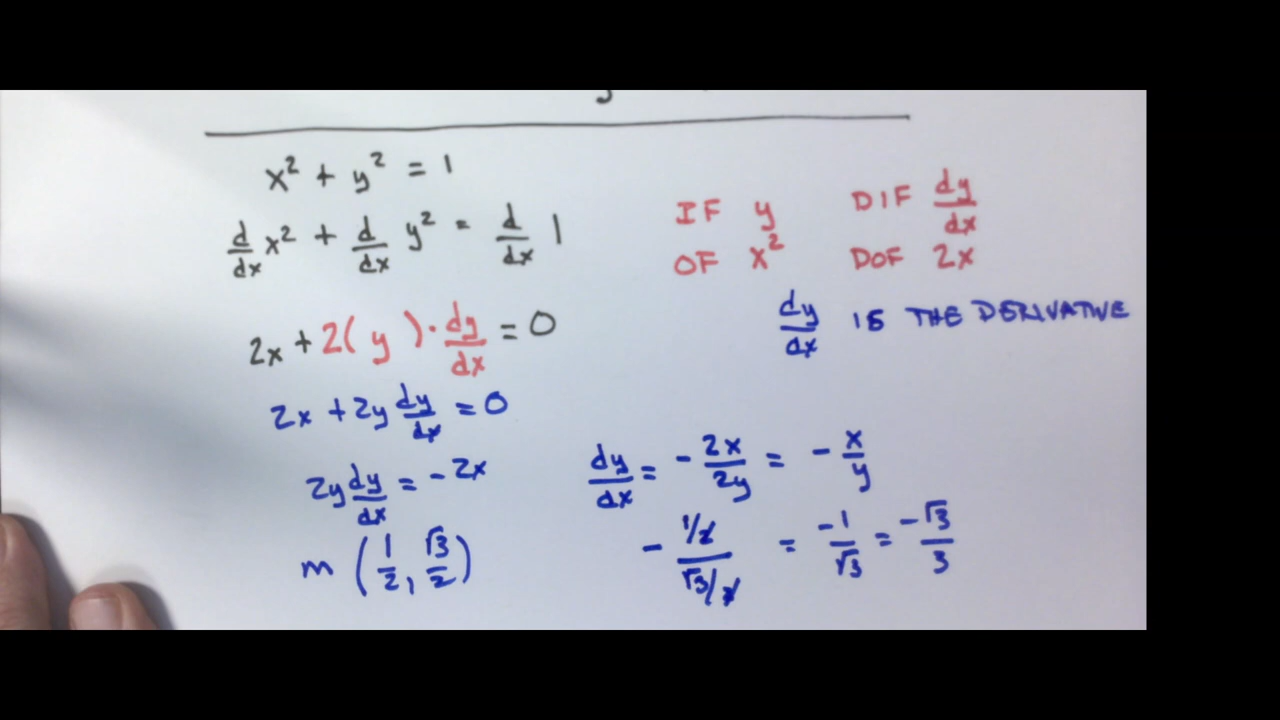 x² + y² = 1
d/dx x² + d/dx y² = d/dx 1
IF y DIF dy/dx
OF x² DOF 2x
dy/dx IS THE DERIVATIVE
2x + 2( y ) · dy/dx = 0
2x + 2y dy/dx = 0
2y dy/dx = - 2x
dy/dx = - 2x/2y = - x/y
m (1/2, √3/2)
- (1/2)/(√3/2) = -1/√3 = -√3/3